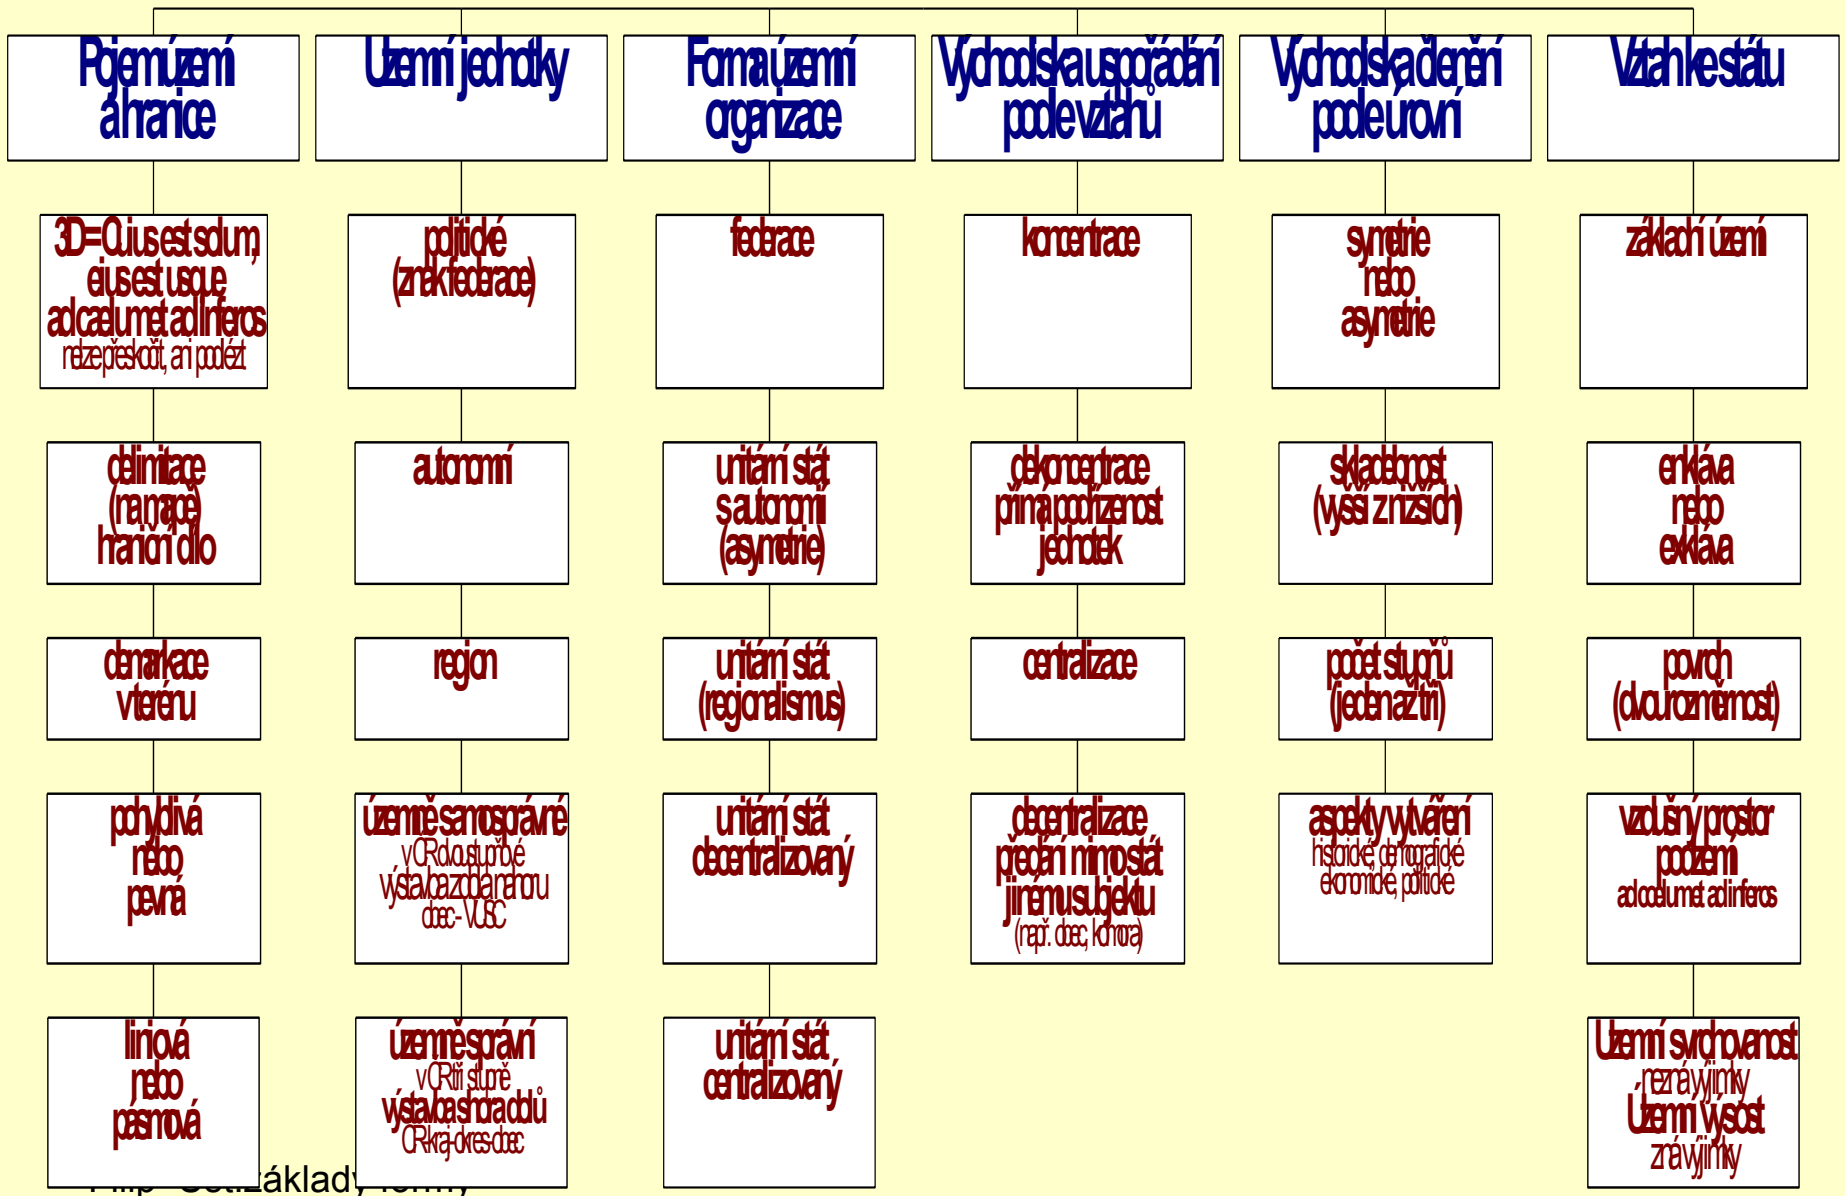 Pojem území
a hranice
3D=Cuius est solum,
eius est usque
ad caelum et ad Inferos
nelze přeskočit, ani podlézt
delimitace
(na mapě)
hraniční dílo
demarkace
v terénu
pohyblivá
nebo
pevná
liniová
nebo
pásmová
Územní jednotky
politické
(znak federace)
autonomní
region
územně samosprávné
v ČR dvoustupňové
výstavba zdola nahoru
obec - VÚSC
územně správní
v ČR tři stupně
výstavba shora dolů
ČR-kraj-okres-obec
Forma územní
organizace
federace
unitární stát
s autonomií
(asymetrie)
unitární stát
(regionalismus)
unitární stát
decentralizovaný
unitární stát
centralizovaný
Východiska uspořádání
podle vztahů
koncentrace
dekoncentrace
přímá podřízenost
jednotek
centralizace
decentralizace
předání mimo stát
jinému subjektu
(např. obec, komora)
Východiska členění
podle úrovní
symetrie
nebo
asymetrie
skladebnost
(vyšší z nižších)
počet stupňů
(jeden až tři)
aspekty vytváření
historické, demografické
ekonomické, politické
Vztah ke státu
základní území
enkláva
nebo
exkláva
povrch
(dvourozměrnost)
vzdušný prostor
podzemí
ad coelum et ad inferos
Územní svrchovanost
nezná výjimky
Územní výsost
zná výjimky
základy formy